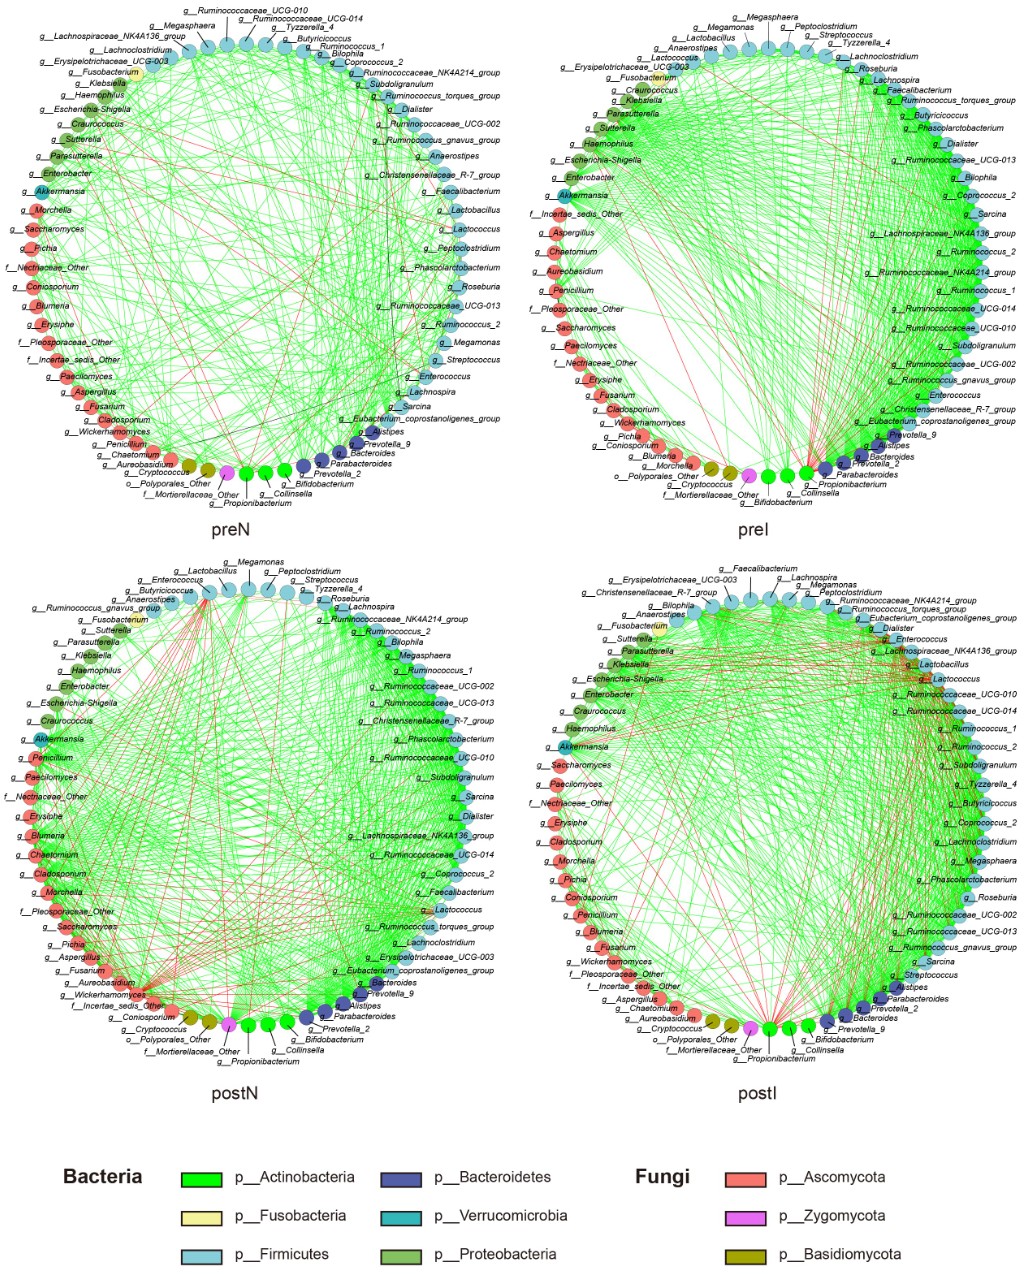 g__Ruminococcaceae_UCG-010
g__Ruminococcaceae_UCG-014
g__Megasphaera
g__Tyzzerella_4
g__Lachnospiraceae_NK4A136_group
g__Butyricicoccus
g__Ruminococcus_1
g__Lachnoclostridium
g__Bilophila
g__Erysipelotrichaceae_UCG-003
g__Coprococcus_2
g__Fusobacterium
g__Ruminococcaceae_NK4A214_group
g__Klebsiella
g__Subdoligranulum
g__Haemophilus
g__Ruminococcus_torques_group
g__Escherichia-Shigella
g__Dialister
g__Craurococcus
g__Ruminococcaceae_UCG-002
g__Sutterella
g__Ruminococcus_gnavus_group
g__Parasutterella
g__Anaerostipes
g__Enterobacter
g__Christensenellaceae_R-7_group
g__Akkermansia
g__Faecalibacterium
g__Morchella
g__Lactobacillus
g__Saccharomyces
g__Lactococcus
g__Pichia
g__Peptoclostridium
f__Nectriaceae_Other
g__Phascolarctobacterium
g__Coniosporium
g__Roseburia
g__Blumeria
g__Ruminococcaceae_UCG-013
g__Erysiphe
g__Ruminococcus_2
f__Pleosporaceae_Other
g__Megamonas
f__Incertae_sedis_Other
g__Streptococcus
g__Paecilomyces
g__Enterococcus
g__Aspergillus
g__Lachnospira
g__Fusarium
g__Sarcina
g__Cladosporium
g__Eubacterium_coprostanoligenes_group
g__Wickerhamomyces
g__Alistipes
g__Penicillium
g__Prevotella_9
g__Chaetomium
g__Bacteroides
g__Aureobasidium
g__Parabacteroides
g__Cryptococcus
g__Prevotella_2
o__Polyporales_Other
g__Bifidobacterium
f__Mortierellaceae_Other
g__Collinsella
g__Propionibacterium
preN
g__Megasphaera
g__Megamonas
g__Peptoclostridium
g__Lactobacillus
g__Streptococcus
g__Anaerostipes
g__Tyzzerella_4
g__Lactococcus
g__Lachnoclostridium
g__Erysipelotrichaceae_UCG-003
g__Roseburia
g__Fusobacterium
g__Lachnospira
g__Craurococcus
g__Faecalibacterium
g__Klebsiella
g__Ruminococcus_torques_group
g__Parasutterella
g__Butyricicoccus
g__Sutterella
g__Phascolarctobacterium
g__Haemophilus
g__Dialister
g__Escherichia-Shigella
g__Ruminococcaceae_UCG-013
g__Enterobacter
g__Bilophila
g__Akkermansia
g__Coprococcus_2
f__Incertae_sedis_Other
g__Sarcina
g__Aspergillus
g__Lachnospiraceae_NK4A136_group
g__Chaetomium
g__Ruminococcus_2
g__Aureobasidium
g__Ruminococcaceae_NK4A214_group
g__Penicillium
g__Ruminococcus_1
f__Pleosporaceae_Other
g__Ruminococcaceae_UCG-014
g__Saccharomyces
g__Ruminococcaceae_UCG-010
g__Paecilomyces
g__Subdoligranulum
f__Nectriaceae_Other
g__Ruminococcaceae_UCG-002
g__Erysiphe
g__Ruminococcus_gnavus_group
g__Fusarium
g__Enterococcus
g__Cladosporium
g__Christensenellaceae_R-7_group
g__Wickerhamomyces
g__Eubacterium_coprostanoligenes_group
g__Pichia
g__Prevotella_9
g__Coniosporium
g__Alistipes
g__Blumeria
g__Bacteroides
g__Morchella
g__Prevotella_2
o__Polyporales_Other
g__Parabacteroides
g__Cryptococcus
g__Propionibacterium
f__Mortierellaceae_Other
g__Collinsella
g__Bifidobacterium
preI
g__Megamonas
g__Lactobacillus
g__Peptoclostridium
g__Enterococcus
g__Streptococcus
g__Butyricicoccus
g__Tyzzerella_4
g__Anaerostipes
g__Roseburia
g__Ruminococcus_gnavus_group
g__Lachnospira
g__Fusobacterium
g__Ruminococcaceae_NK4A214_group
g__Sutterella
g__Ruminococcus_2
g__Parasutterella
g__Bilophila
g__Klebsiella
g__Megasphaera
g__Haemophilus
g__Ruminococcus_1
g__Enterobacter
g__Ruminococcaceae_UCG-002
g__Escherichia-Shigella
g__Ruminococcaceae_UCG-013
g__Craurococcus
g__Christensenellaceae_R-7_group
g__Akkermansia
g__Phascolarctobacterium
g__Penicillium
g__Ruminococcaceae_UCG-010
g__Paecilomyces
g__Subdoligranulum
f__Nectriaceae_Other
g__Sarcina
g__Erysiphe
g__Dialister
g__Blumeria
g__Lachnospiraceae_NK4A136_group
g__Chaetomium
g__Ruminococcaceae_UCG-014
g__Cladosporium
g__Coprococcus_2
g__Morchella
g__Faecalibacterium
f__Pleosporaceae_Other
g__Lactococcus
g__Saccharomyces
g__Ruminococcus_torques_group
g__Pichia
g__Lachnoclostridium
g__Aspergillus
g__Erysipelotrichaceae_UCG-003
g__Fusarium
g__Eubacterium_coprostanoligenes_group
g__Aureobasidium
g__Bacteroides
g__Wickerhamomyces
g__Prevotella_9
f__Incertae_sedis_Other
g__Alistipes
g__Coniosporium
g__Parabacteroides
g__Cryptococcus
g__Prevotella_2
o__Polyporales_Other
g__Bifidobacterium
f__Mortierellaceae_Other
g__Collinsella
g__Propionibacterium
postN
g__Faecalibacterium
g__Erysipelotrichaceae_UCG-003
g__Lachnospira
g__Christensenellaceae_R-7_group
g__Megamonas
g__Bilophila
g__Peptoclostridium
g__Anaerostipes
g__Ruminococcaceae_NK4A214_group
g__Fusobacterium
g__Ruminococcus_torques_group
g__Sutterella
g__Eubacterium_coprostanoligenes_group
g__Parasutterella
g__Dialister
g__Klebsiella
g__Enterococcus
g__Escherichia-Shigella
g__Lachnospiraceae_NK4A136_group
g__Enterobacter
g__Lactobacillus
g__Craurococcus
g__Lactococcus
g__Haemophilus
g__Ruminococcaceae_UCG-010
g__Akkermansia
g__Ruminococcaceae_UCG-014
g__Saccharomyces
g__Ruminococcus_1
g__Paecilomyces
g__Ruminococcus_2
f__Nectriaceae_Other
g__Subdoligranulum
g__Erysiphe
g__Tyzzerella_4
g__Cladosporium
g__Butyricicoccus
g__Morchella
g__Coprococcus_2
g__Pichia
g__Lachnoclostridium
g__Coniosporium
g__Megasphaera
g__Penicillium
g__Phascolarctobacterium
g__Blumeria
g__Roseburia
g__Fusarium
g__Ruminococcaceae_UCG-002
g__Wickerhamomyces
g__Ruminococcaceae_UCG-013
f__Pleosporaceae_Other
g__Ruminococcus_gnavus_group
f__Incertae_sedis_Other
g__Sarcina
g__Aspergillus
g__Streptococcus
g__Chaetomium
g__Alistipes
g__Aureobasidium
g__Parabacteroides
g__Cryptococcus
g__Prevotella_2
o__Polyporales_Other
g__Bacteroides
f__Mortierellaceae_Other
g__Prevotella_9
g__Propionibacterium
g__Bifidobacterium
g__Collinsella
postI
Bacteria
p__Actinobacteria
p__Bacteroidetes
Fungi
p__Ascomycota
p__Fusobacteria
p__Verrucomicrobia
p__Zygomycota
p__Firmicutes
p__Proteobacteria
p__Basidiomycota